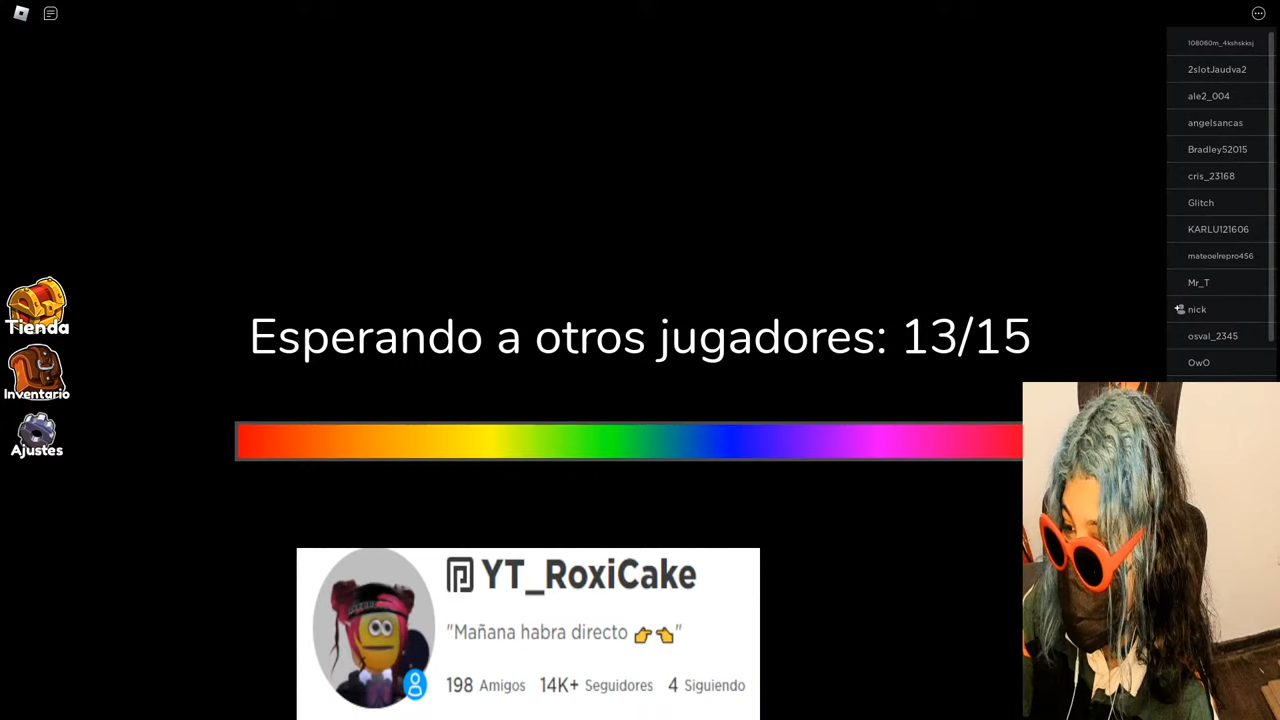 108060m_4kshskksj
2slotJaudva2
ale2_004
angelsancas
Bradley52015
cris_23168
Glitch
KARLU121606
mateoelrepro456
Mr_T
nick
osval_2345
OwO
Tienda
Inventario
Ajustes
Esperando a otros jugadores: 13/15
YT_RoxiCake
"Mañana habra directo 👉👈"
198 Amigos 14K+ Seguidores 4 Siguiendo